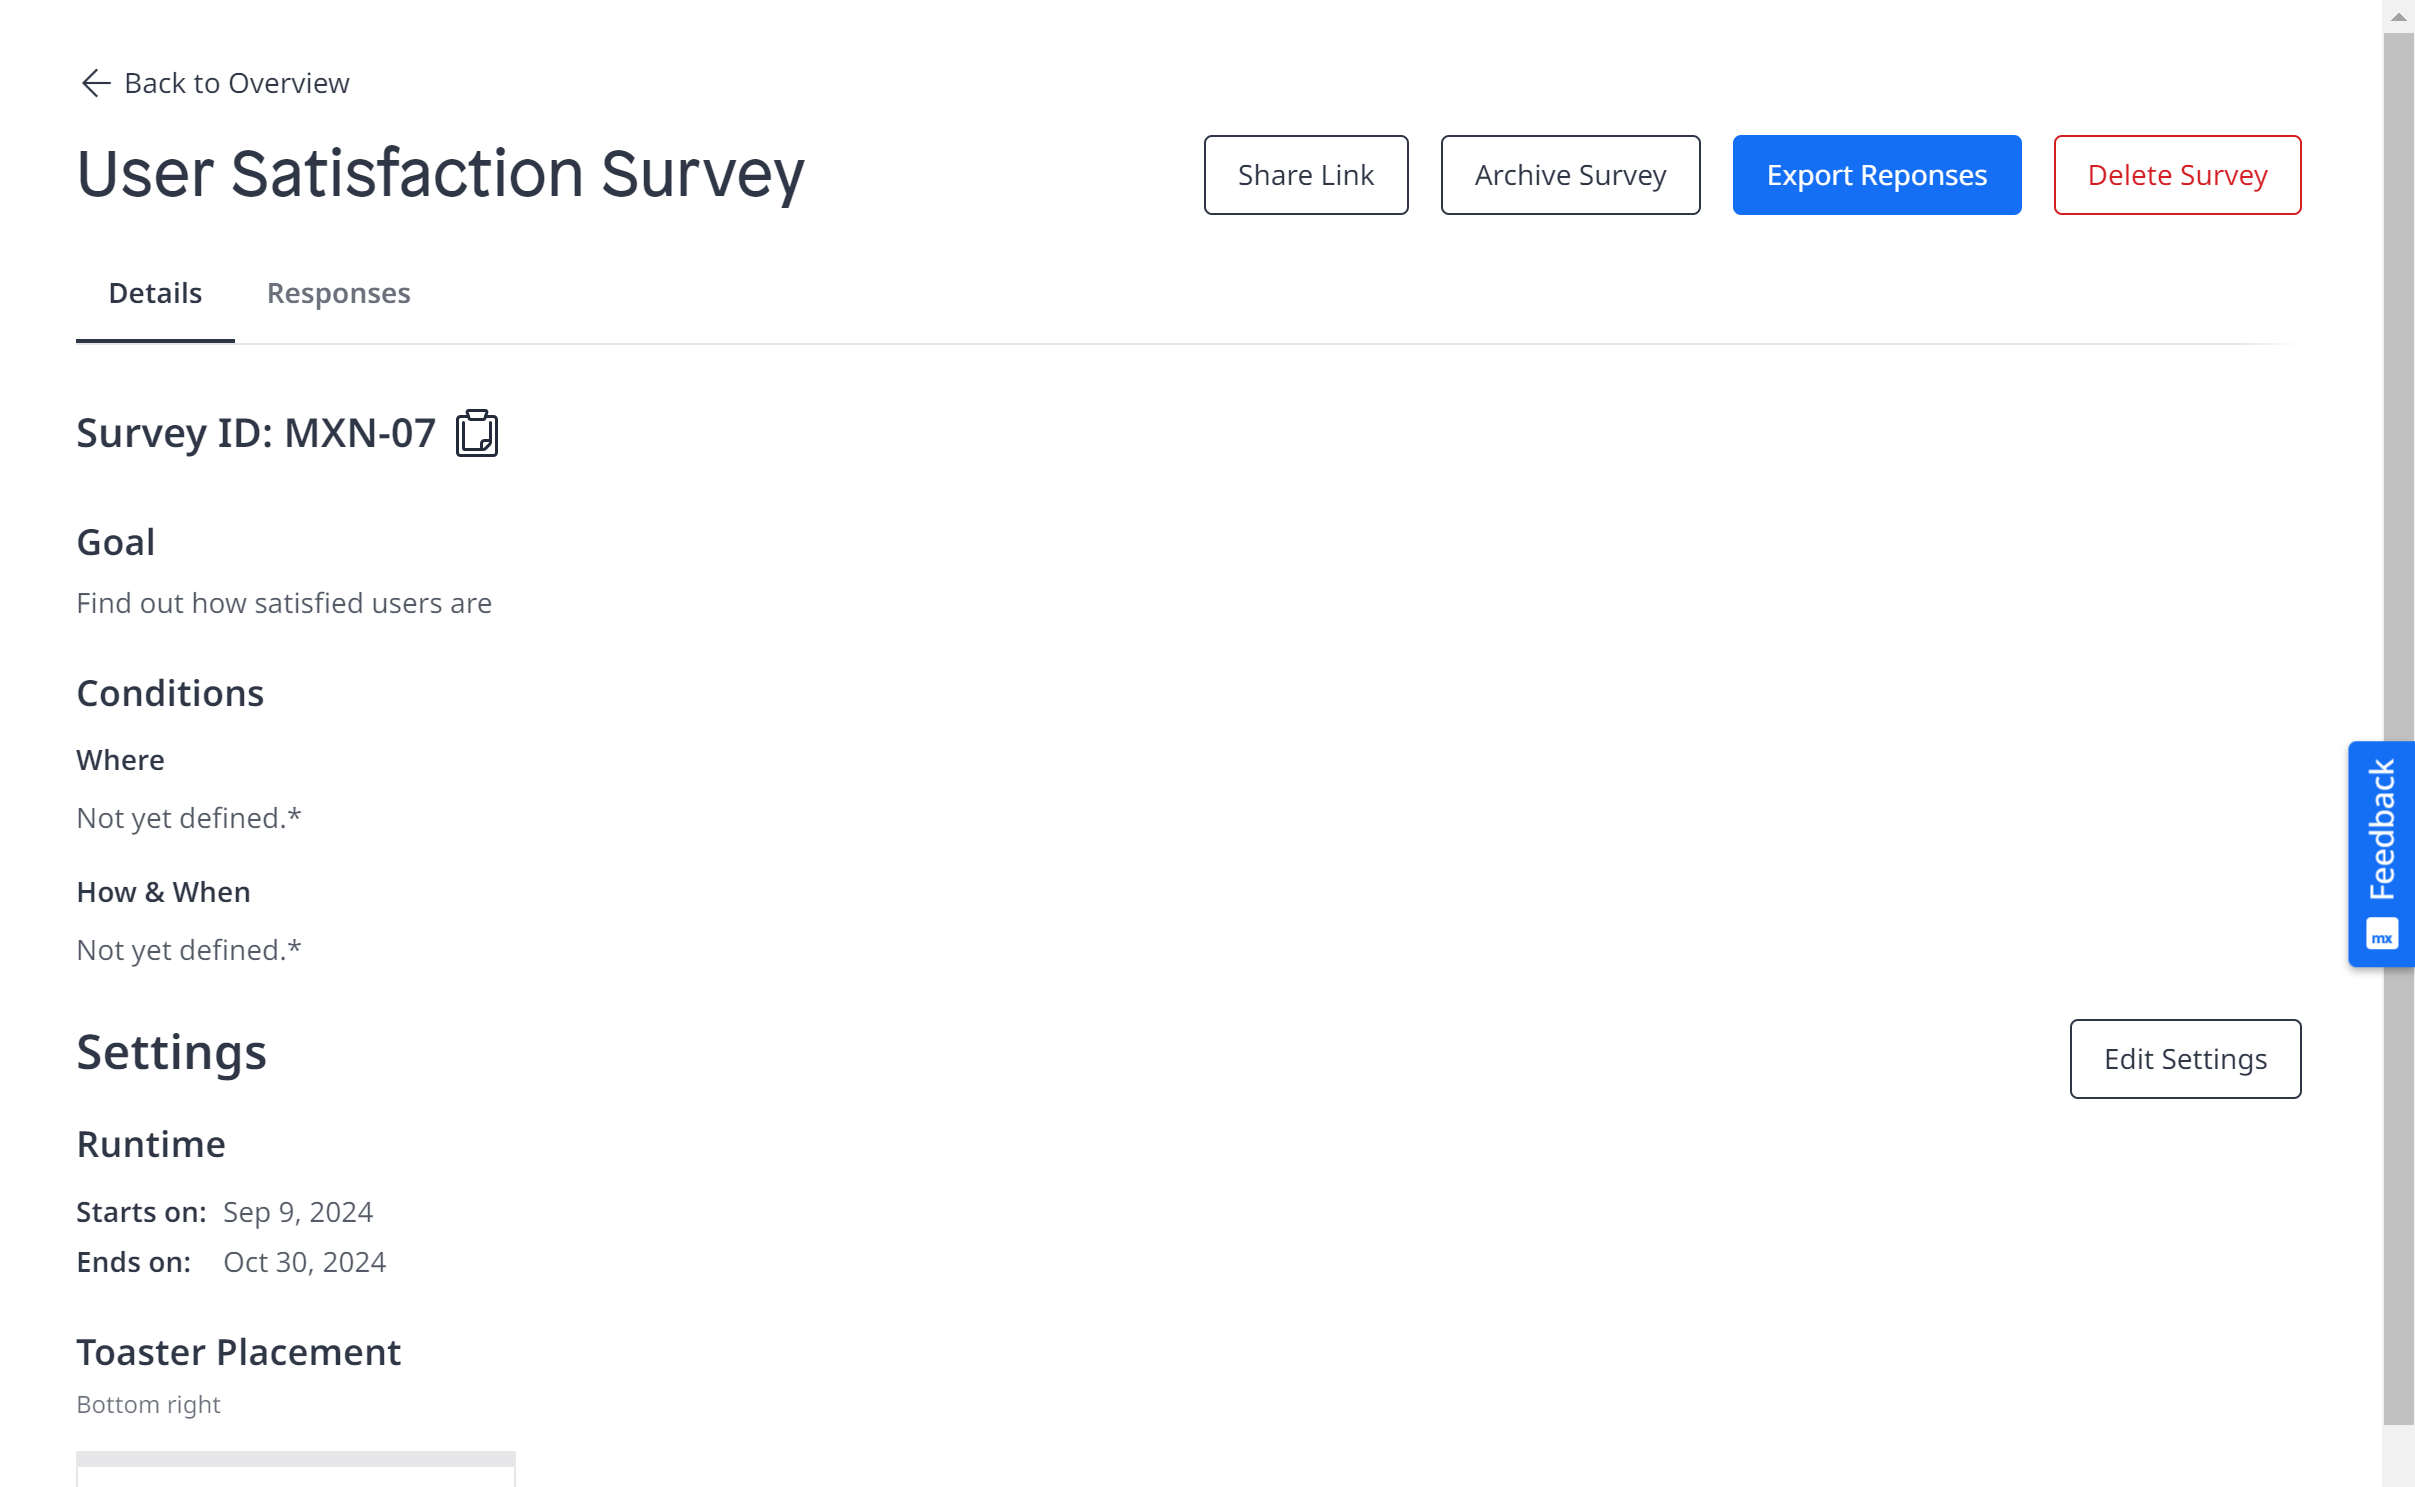 Back to Overview
User Satisfaction Survey
Share Link
Archive Survey
Export Reponses
Delete Survey
Details
Responses
Survey ID: MXN-07
Goal
Find out how satisfied users are
Conditions
Where
Not yet defined.*
How & When
Not yet defined.*
Feedback
mx
Settings
Edit Settings
Runtime
Starts on: Sep 9, 2024
Ends on: Oct 30, 2024
Toaster Placement
Bottom right